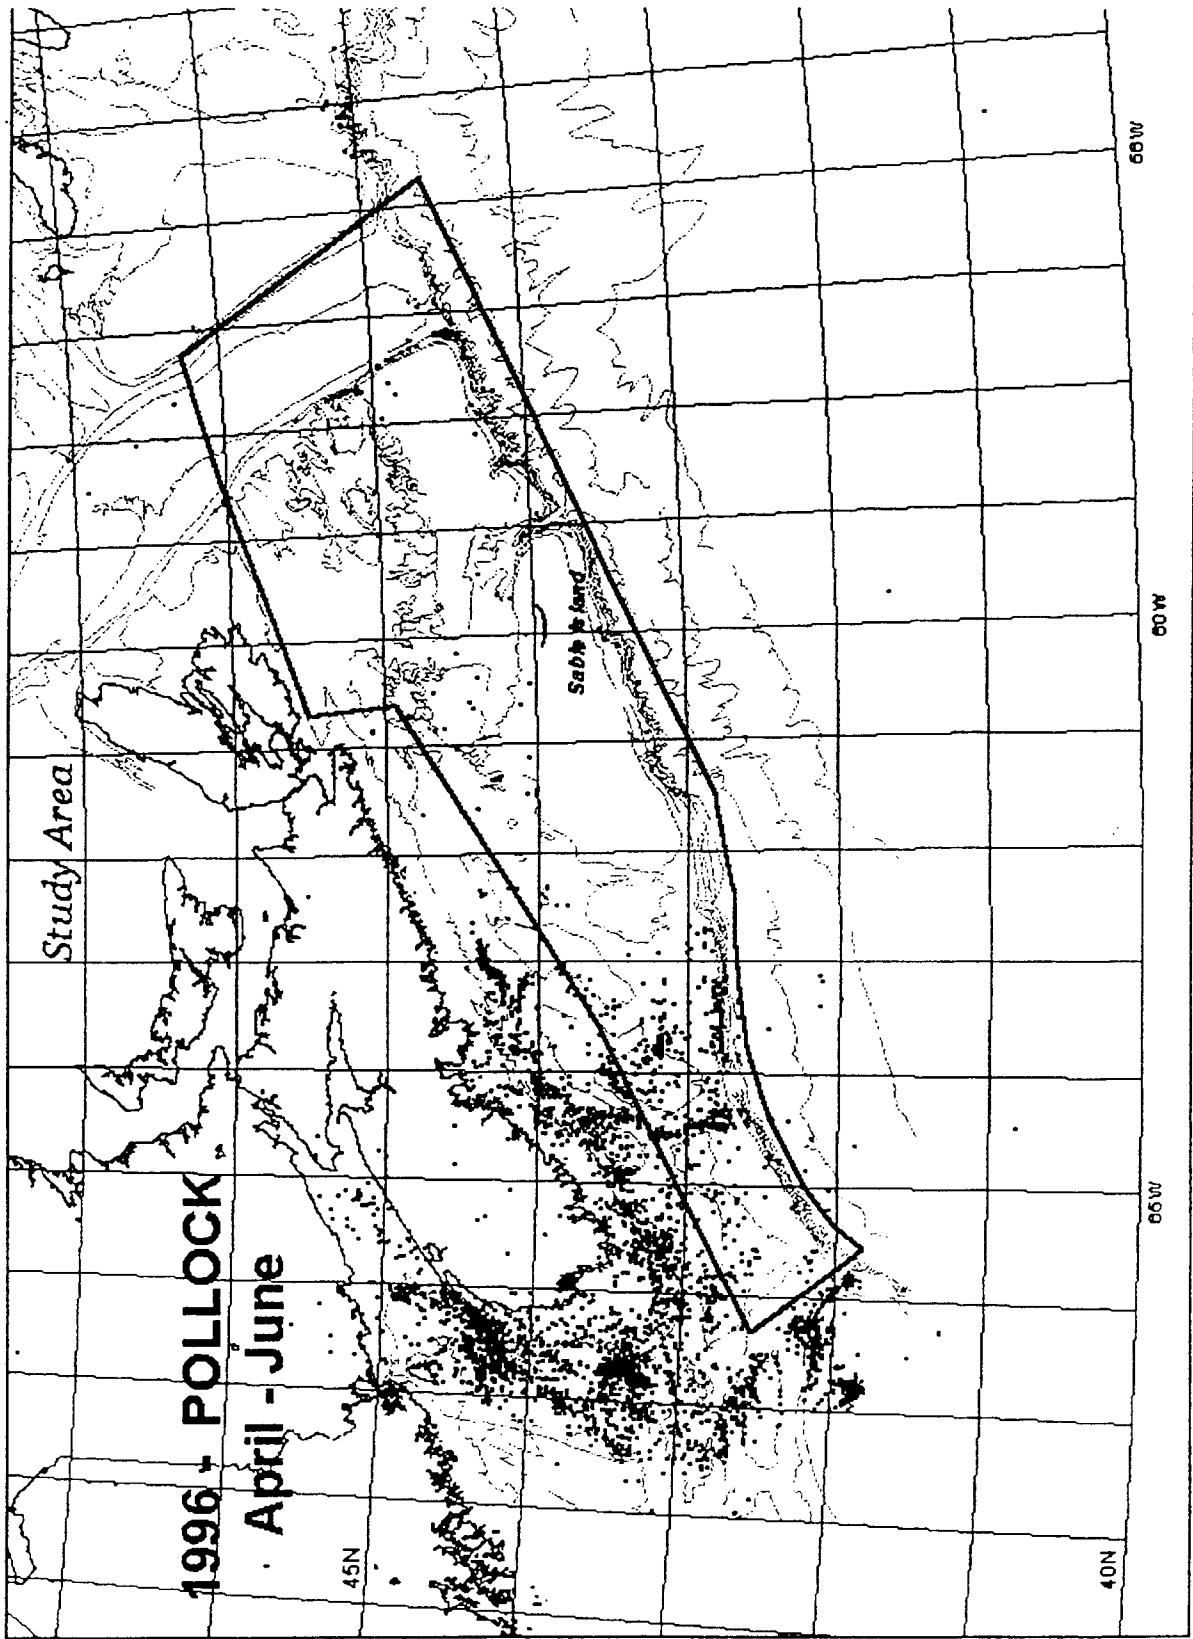 Study Area
1996 - POLLOCK
April - June
45N
Sable Island
40N
65W
60W
55W